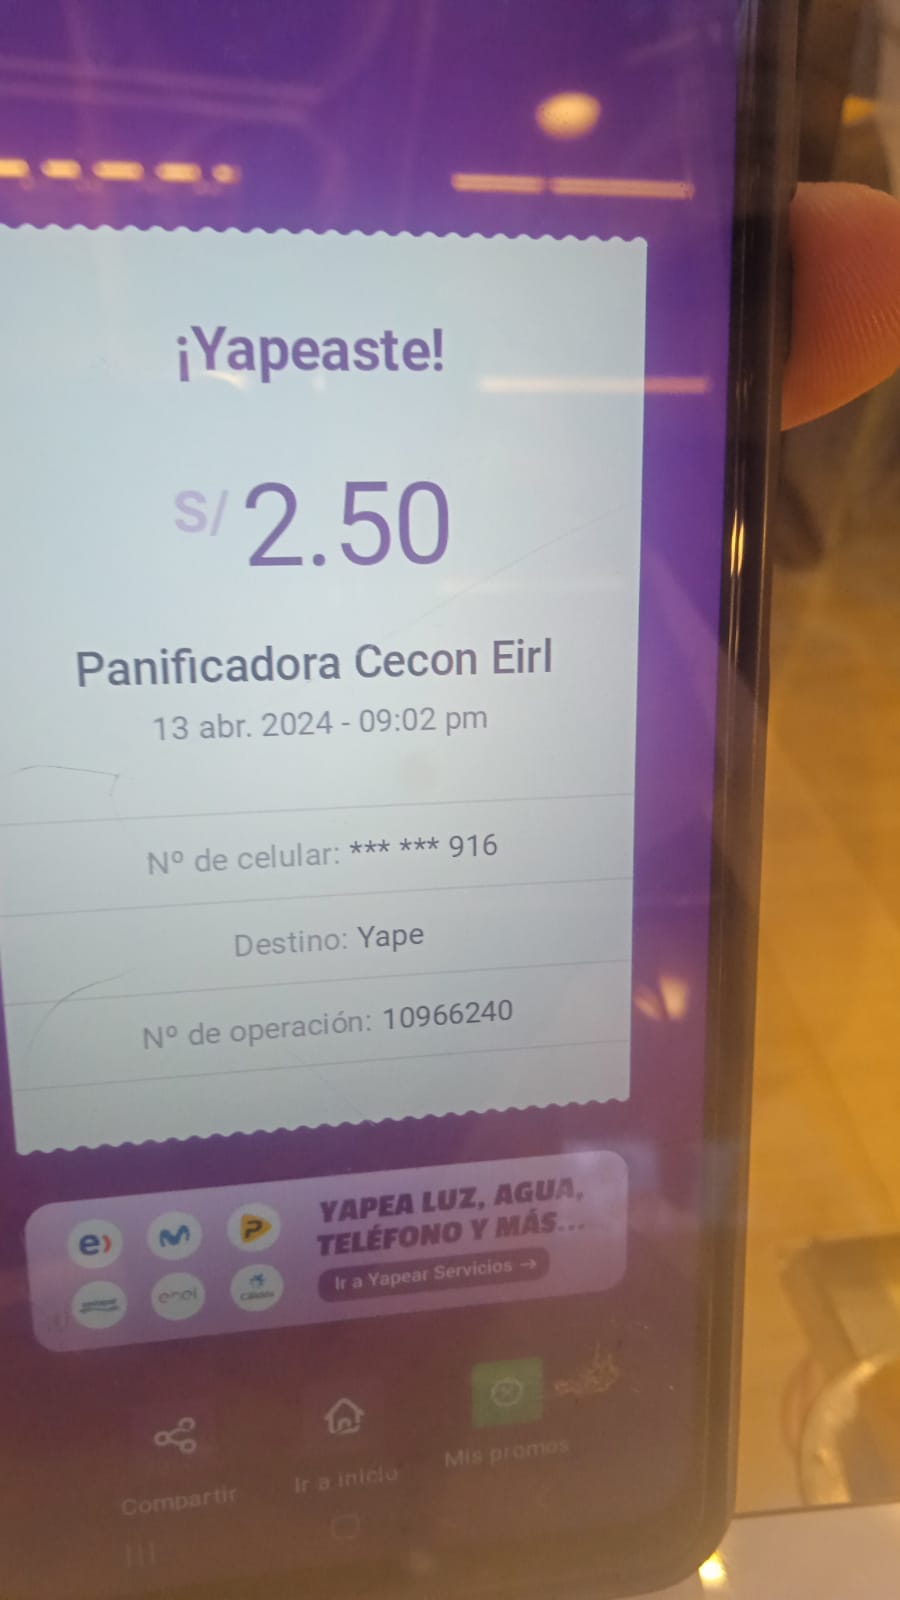 ¡Yapeaste!
S/ 2.50
Panificadora Cecon Eirl
13 abr. 2024 - 09:02 pm
Nº de celular: *** *** 916
Destino: Yape
Nº de operación: 10966240
YAPEA LUZ, AGUA,
TELÉFONO Y MÁS...
Ir a Yapear Servicios →
e)
P
enel
Compartir
Ir a inicio
Mis promos